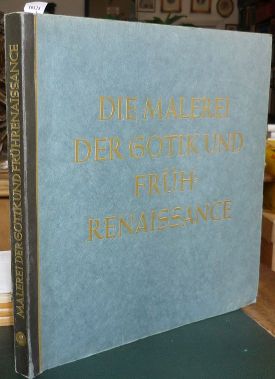 DIE MALEREI
DER GOTIK UND
FRÜH-
RENAISSANCE
MALEREI DER GOTIK UND FRÜHRENAISSANCE